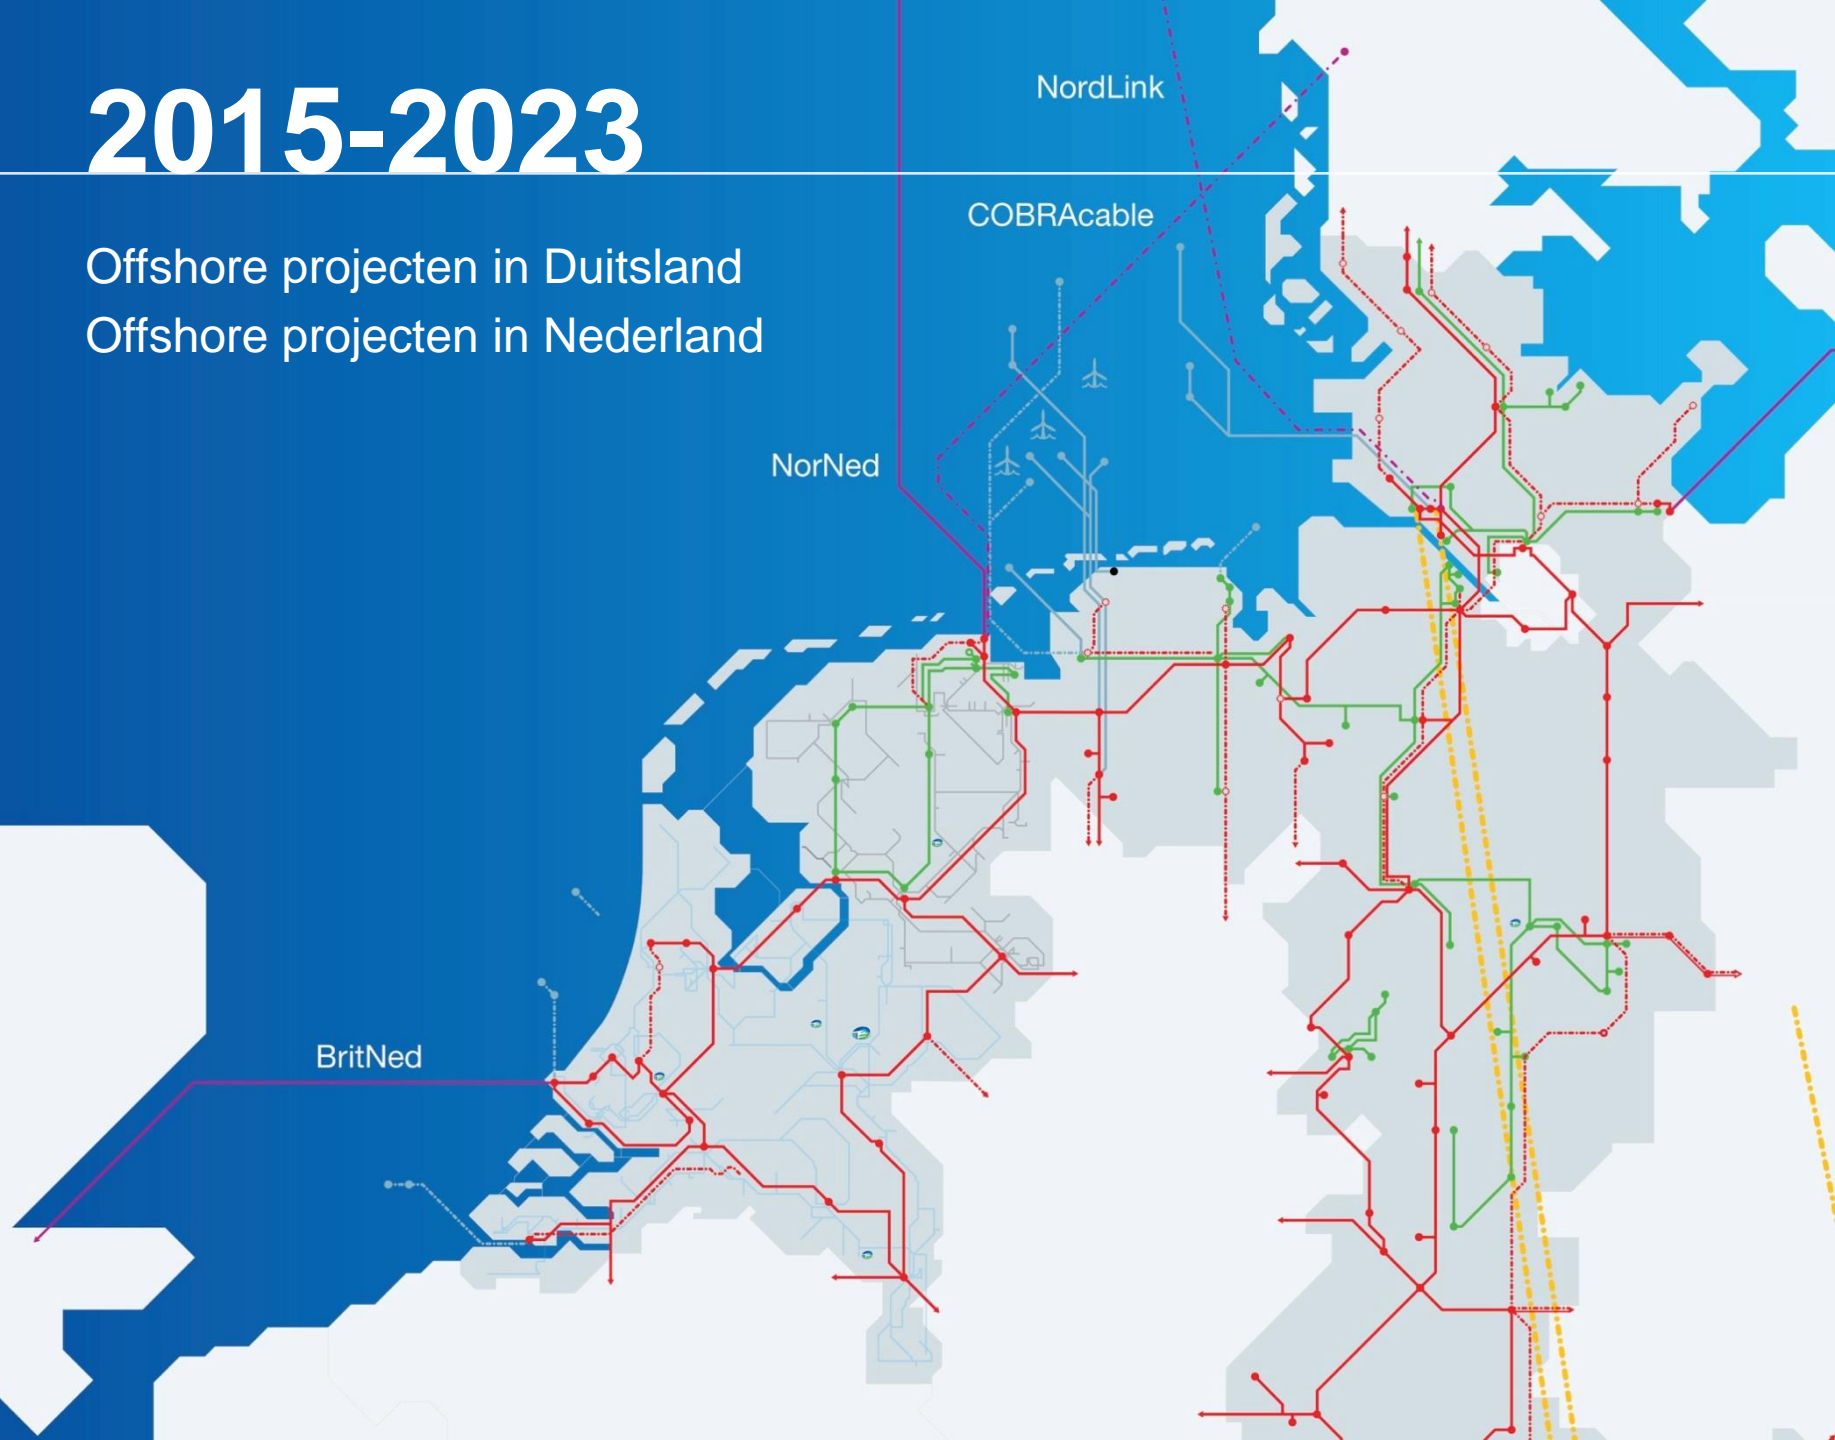 2015-2023
Offshore projecten in Duitsland
Offshore projecten in Nederland
NordLink
COBRAcable
NorNed
BritNed